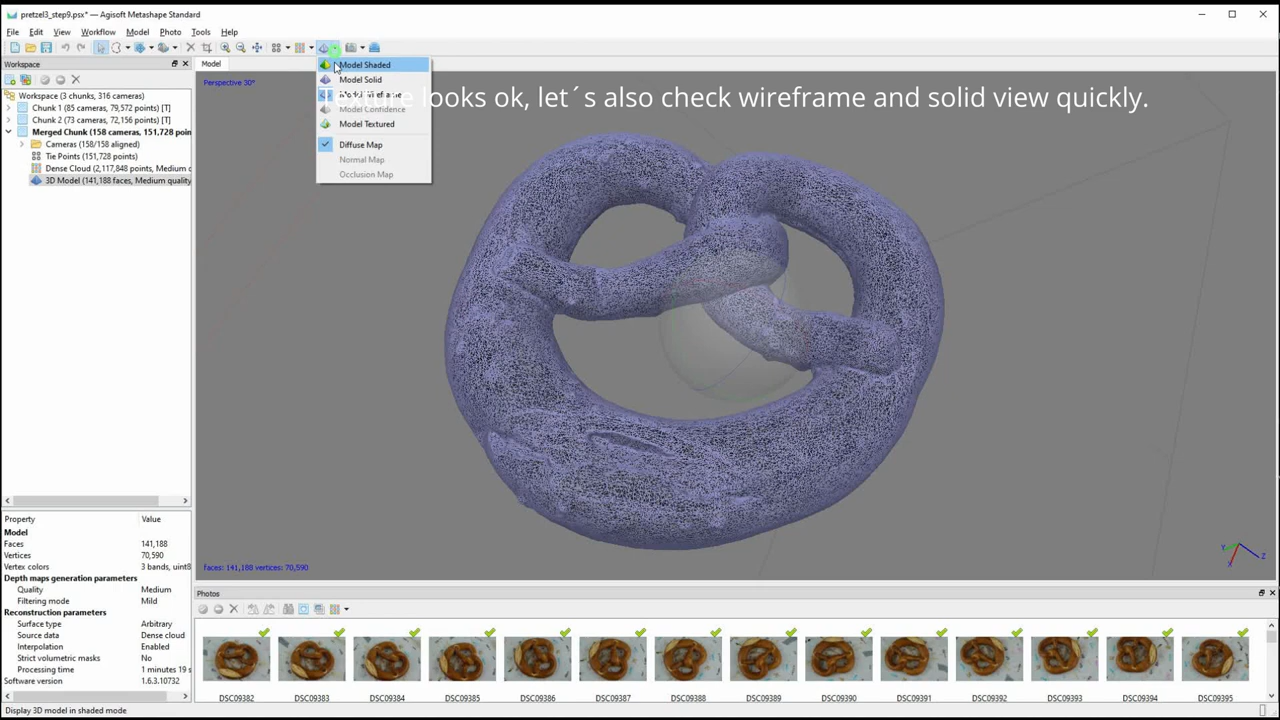 pretzel3_step9.psx* — Agisoft Metashape Standard
File Edit View Workflow Model Photo Tools Help
Workspace
Model
Perspective 30°
Model Shaded
Model Solid
Model Wireframe
Model Confidence
Model Textured
Diffuse Map
Normal Map
Occlusion Map
looks ok, let´s also check wireframe and solid view quickly.
Workspace (3 chunks, 316 cameras)
Chunk 1 (85 cameras, 79,572 points) [T]
Chunk 2 (73 cameras, 72,156 points) [T]
Merged Chunk (158 cameras, 151,728 poin
Cameras (158/158 aligned)
Tie Points (151,728 points)
Dense Cloud (2,117,848 points, Medium q
3D Model (141,188 faces, Medium quality
Property Value
Model
Faces 141,188
Vertices 70,590
Vertex colors 3 bands, uint8
Depth maps generation parameters
Quality Medium
Filtering mode Mild
Reconstruction parameters
Surface type Arbitrary
Source data Dense cloud
Interpolation Enabled
Strict volumetric masks No
Processing time 1 minute 19 s
Software version 1.6.3.10732
faces: 141,188 vertices: 70,590
Y X Z
Photos
DSC09382 DSC09383 DSC09384 DSC09385 DSC09386 DSC09387 DSC09388 DSC09389 DSC09390 DSC09391 DSC09392 DSC09393 DSC09394 DSC09395
Display 3D model in shaded mode